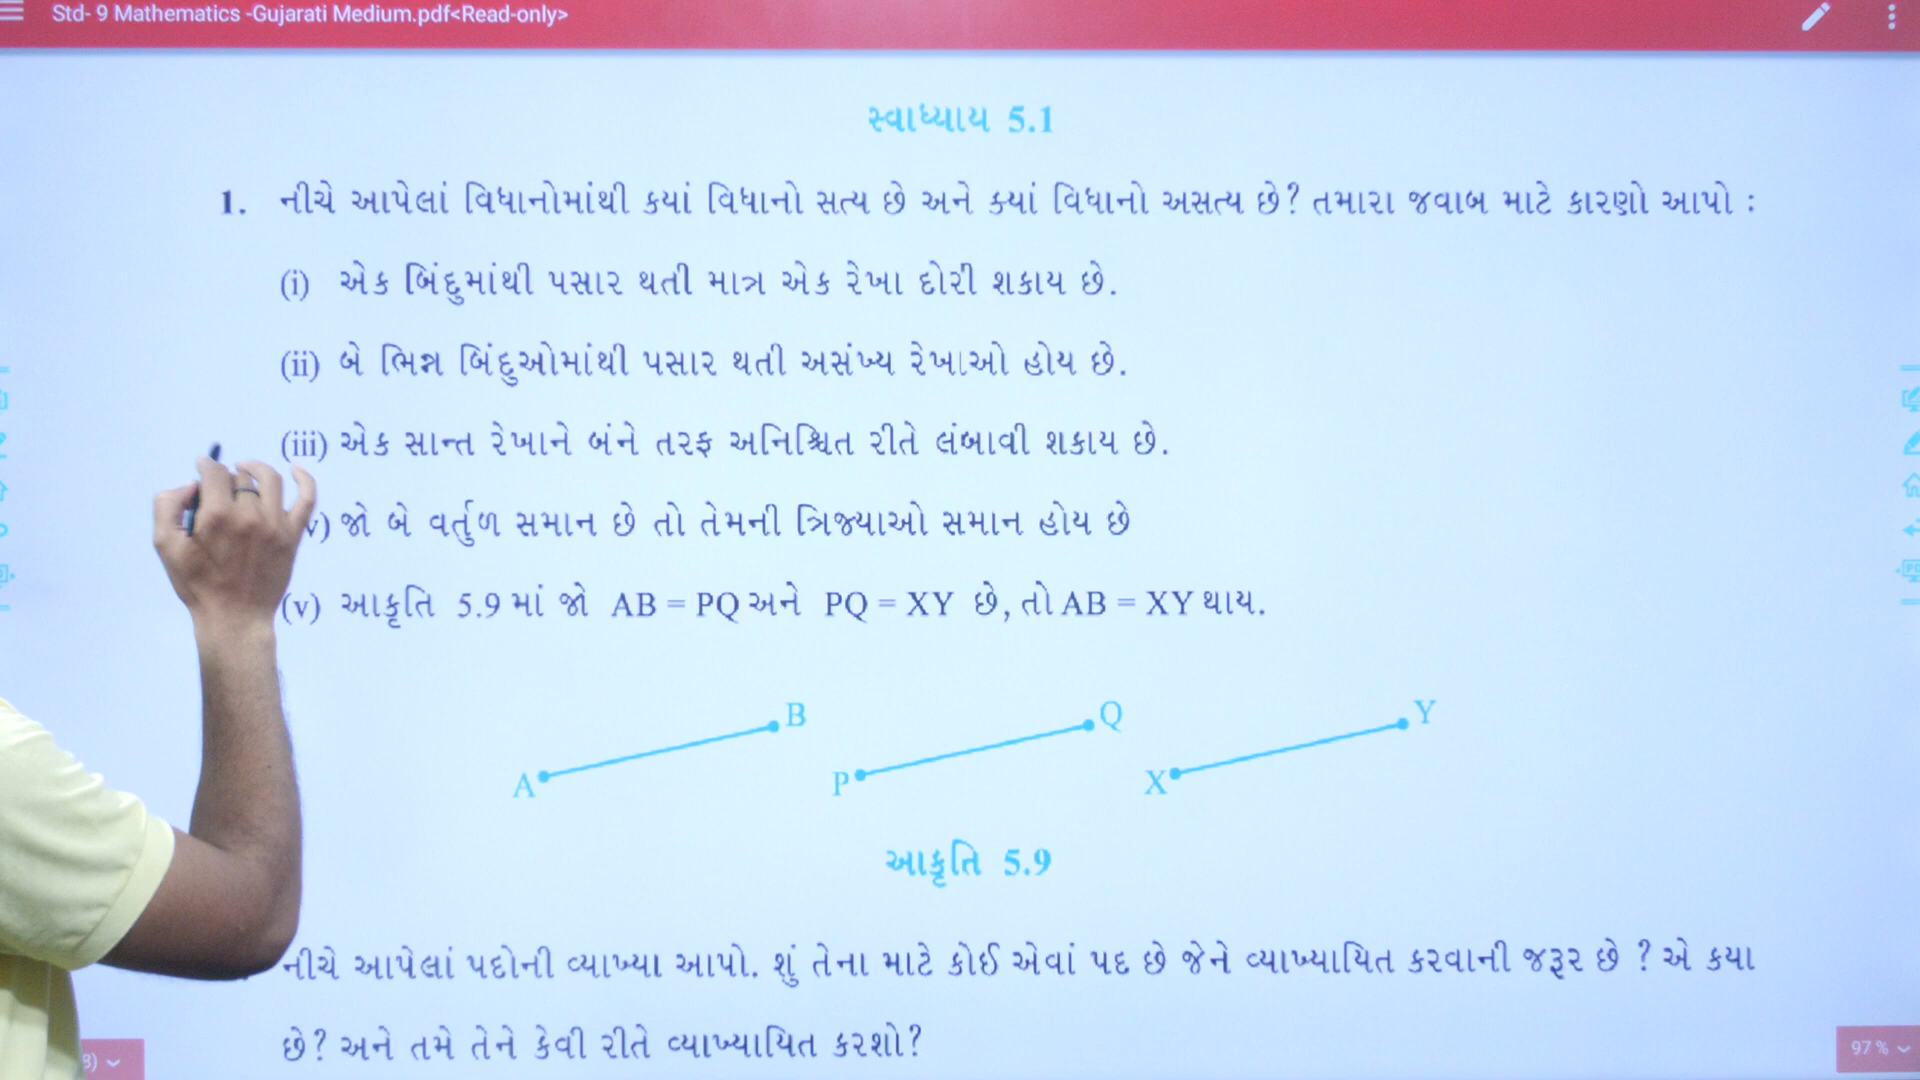 Std- 9 Mathematics -Gujarati Medium.pdf<Read-only>
સ્વાધ્યાય 5.1
1. નીચે આપેલાં વિધાનોમાંથી કયાં વિધાનો સત્ય છે અને કયાં વિધાનો અસત્ય છે? તમારા જવાબ માટે કારણો આપો :
(i) એક બિંદુમાંથી પસાર થતી માત્ર એક રેખા દોરી શકાય છે.
(ii) બે ભિન્ન બિંદુઓમાંથી પસાર થતી અસંખ્ય રેખાઓ હોય છે.
(iii) એક સાન્ત રેખાને બંને તરફ અનિશ્ચિત રીતે લંબાવી શકાય છે.
v) જો બે વર્તુળ સમાન છે તો તેમની ત્રિજ્યાઓ સમાન હોય છે
(v) આકૃતિ 5.9 માં જો AB = PQ અને PQ = XY છે, તો AB = XY થાય.
A B P Q X Y
આકૃતિ 5.9
નીચે આપેલાં પદોની વ્યાખ્યા આપો. શું તેના માટે કોઈ એવાં પદ છે જેને વ્યાખ્યાયિત કરવાની જરૂર છે ? એ કયા
છે? અને તમે તેને કેવી રીતે વ્યાખ્યાયિત કરશો?
97 %